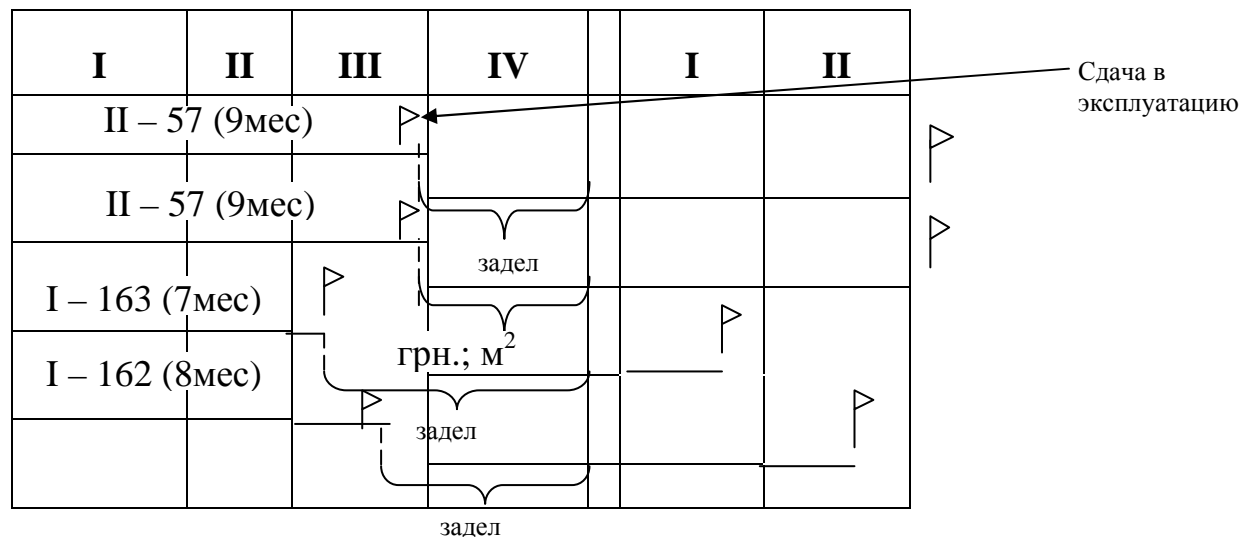 I II III IV I II
Сдача в
эксплуатацию
II – 57 (9мес)
II – 57 (9мес)
задел
I – 163 (7мес)
грн.; м²
I – 162 (8мес)
задел
задел